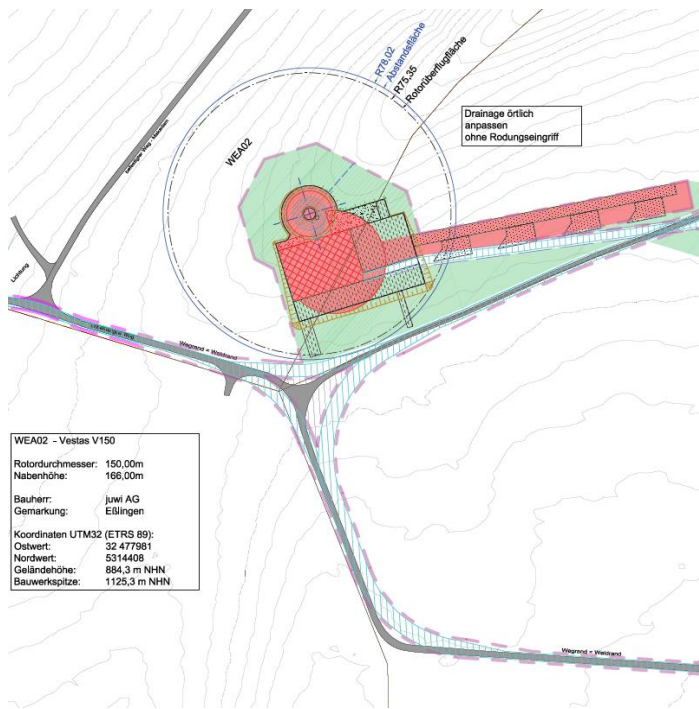 R78.02
Abstandsfläche
R75.35
Rotorüberflugfläche
Drainage örtlich
anpassen
ohne Rodungseingriff
WEA02
Lichtung
Wegrand = Waldrand
WEA02 - Vestas V150
Rotordurchmesser: 150,00m
Nabenhöhe: 166,00m
Bauherr: juwi AG
Gemarkung: Eßlingen
Koordinaten UTM32 (ETRS 89):
Ostwert: 32 477981
Nordwert: 5314408
Geländehöhe: 884,3 m NHN
Bauwerkspitze: 1125,3 m NHN
Wegrand = Waldrand